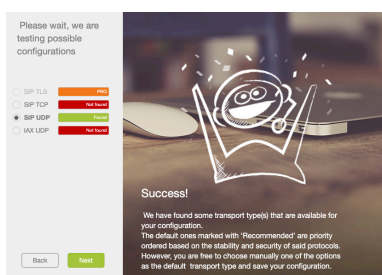 Please wait, we are
testing possible
configurations
SIP TLS PRO
SIP TCP Not found
SIP UDP Found
IAX UDP Not found
Success!
We have found some transport type(s) that are available for
your configuration.
The default ones marked with 'Recommended' are priority
ordered based on the stability and security of said protocols.
However, you are free to choose manually one of the options
as the default transport type and save your configuration.
Back Next